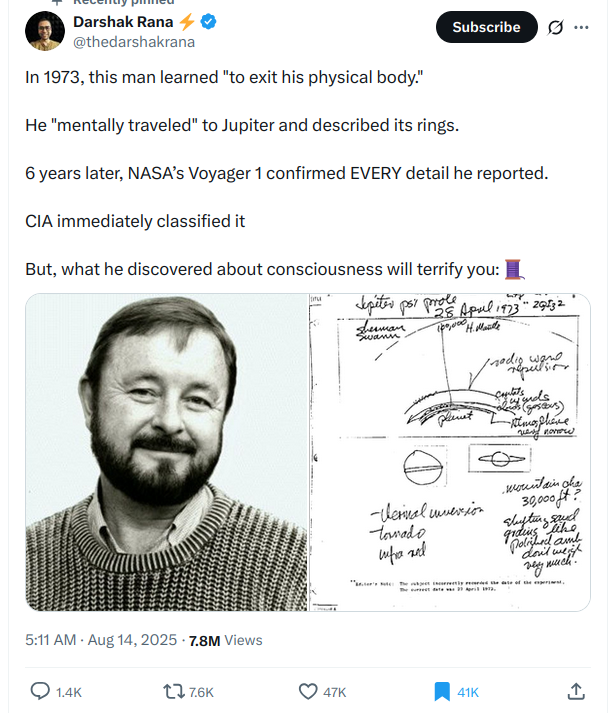 Recently pinned
Darshak Rana ⚡
@thedarshakrana
Subscribe
In 1973, this man learned "to exit his physical body."
He "mentally traveled" to Jupiter and described its rings.
6 years later, NASA’s Voyager 1 confirmed EVERY detail he reported.
CIA immediately classified it
But, what he discovered about consciousness will terrify you: 🧵
Jupiter psi probe
28 April 1973**
sherman
swann
100,000 H. Mantle
radio wave
repulsion
crystals
clouds (gaseous)
planet
Atmosphere
very narrow
mountain cha
30,000 ft?
-thermal inversion
-tornado
infra red
shifting sand
grains like
polished amb
don't weigh
very much.
**Editor's Note: The subject incorrectly recorded the date of the experiment.
The correct date was 27 April 1973.
5:11 AM · Aug 14, 2025 · 7.8M Views
1.4K
7.6K
47K
41K